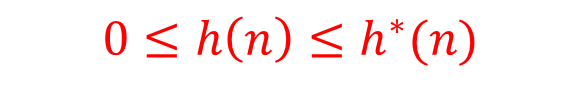 0 ≤ h(n) ≤ h*(n)